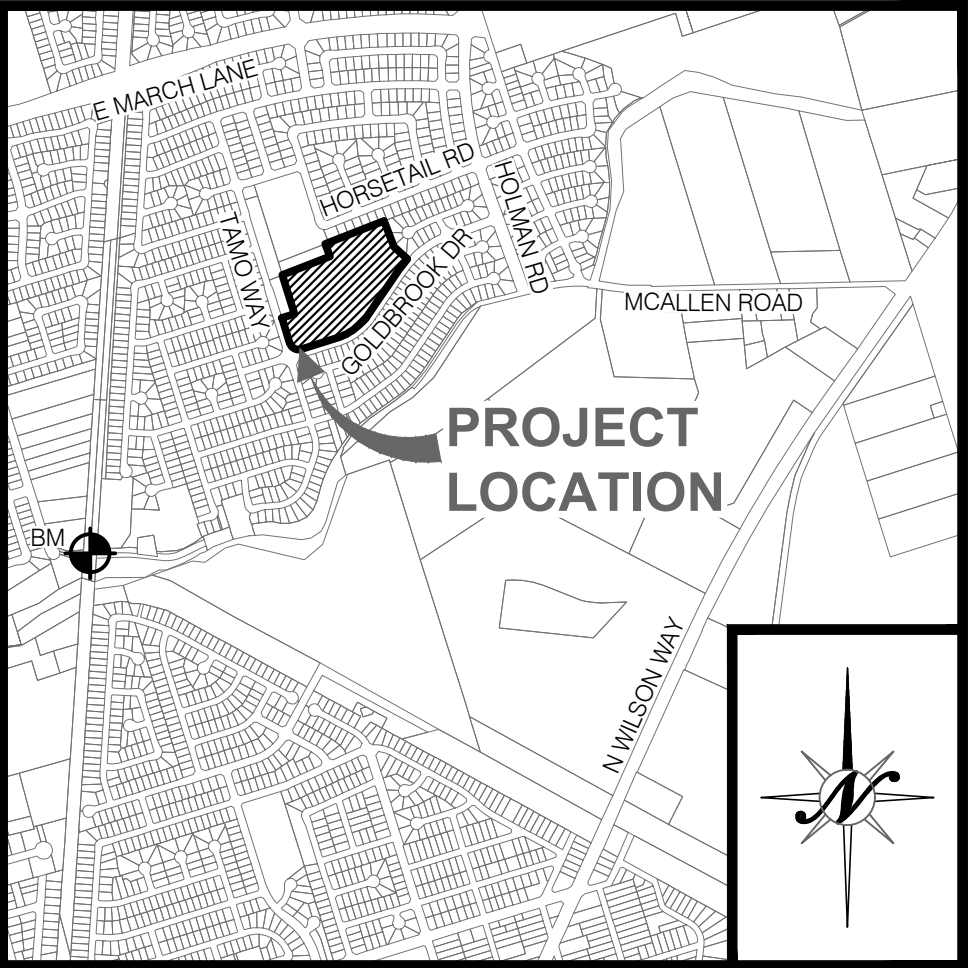 E MARCH LANE
HORSETAIL RD
HOLMAN RD
TAMO WAY
GOLDBROOK DR
MCALLEN ROAD
PROJECT
LOCATION
BM
N WILSON WAY
N